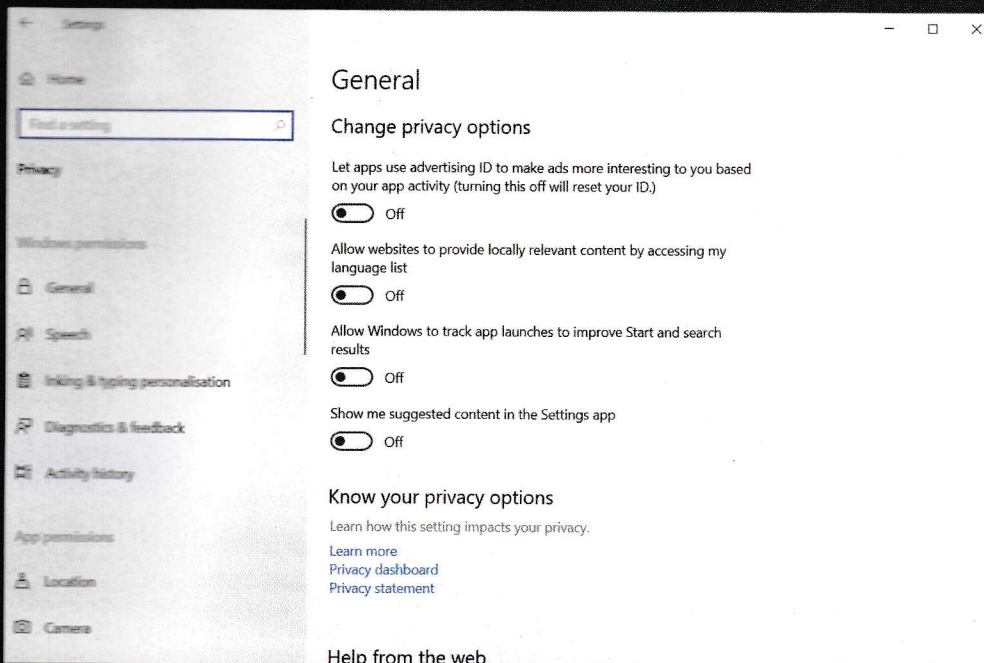 Settings
Home
Find a setting
Privacy
Windows permissions
General
Speech
Inking & typing personalisation
Diagnostics & feedback
Activity history
App permissions
Location
Camera
General
Change privacy options
Let apps use advertising ID to make ads more interesting to you based
on your app activity (turning this off will reset your ID.)
Off
Allow websites to provide locally relevant content by accessing my
language list
Off
Allow Windows to track app launches to improve Start and search
results
Off
Show me suggested content in the Settings app
Off
Know your privacy options
Learn how this setting impacts your privacy.
Learn more
Privacy dashboard
Privacy statement
Help from the web